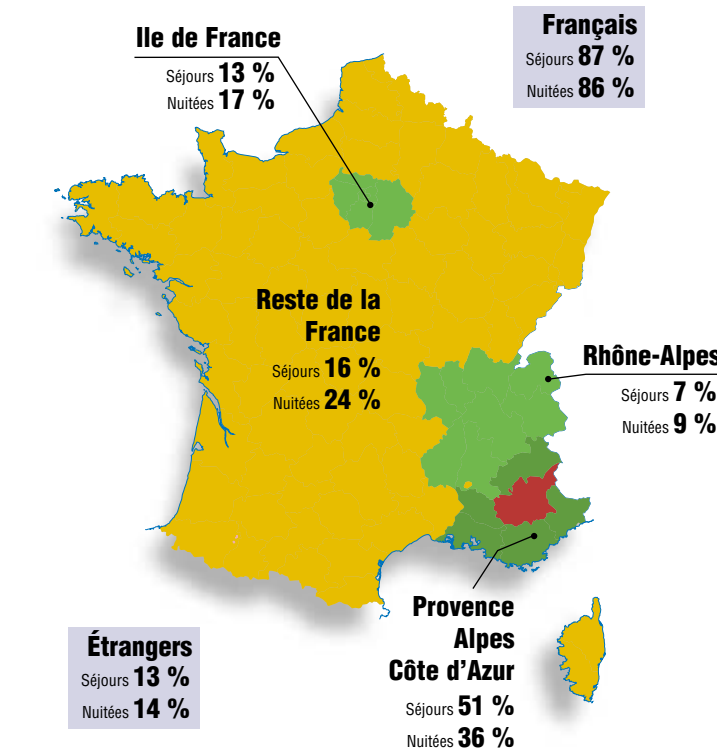 Ile de France
Séjours 13 %
Nuitées 17 %
Français
Séjours 87 %
Nuitées 86 %
Reste de la
France
Séjours 16 %
Nuitées 24 %
Rhône-Alpes
Séjours 7 %
Nuitées 9 %
Provence
Alpes
Côte d’Azur
Séjours 51 %
Nuitées 36 %
Étrangers
Séjours 13 %
Nuitées 14 %